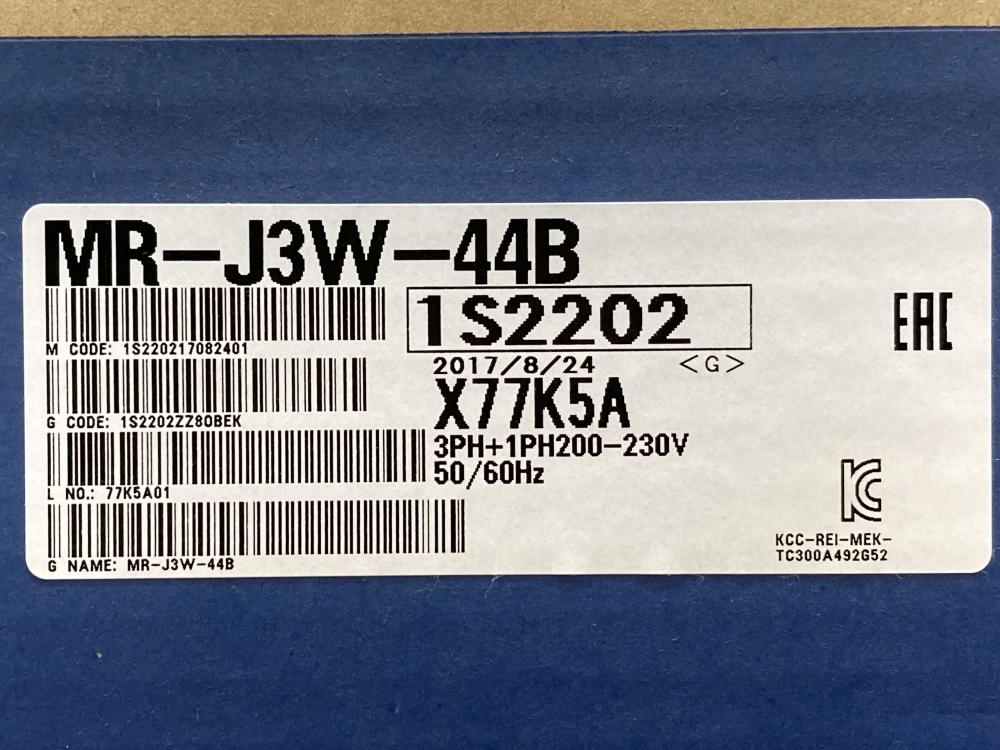 MR-J3W-44B
1S2202
EAC
M CODE: 1S220217082401
2017/8/24 <G>
X77K5A
G CODE: 1S2202ZZ80BEK
3PH+1PH200-230V
50/60Hz
L NO.: 77K5A01
KC
KCC-REI-MEK-
TC300A492G52
G NAME: MR-J3W-44B